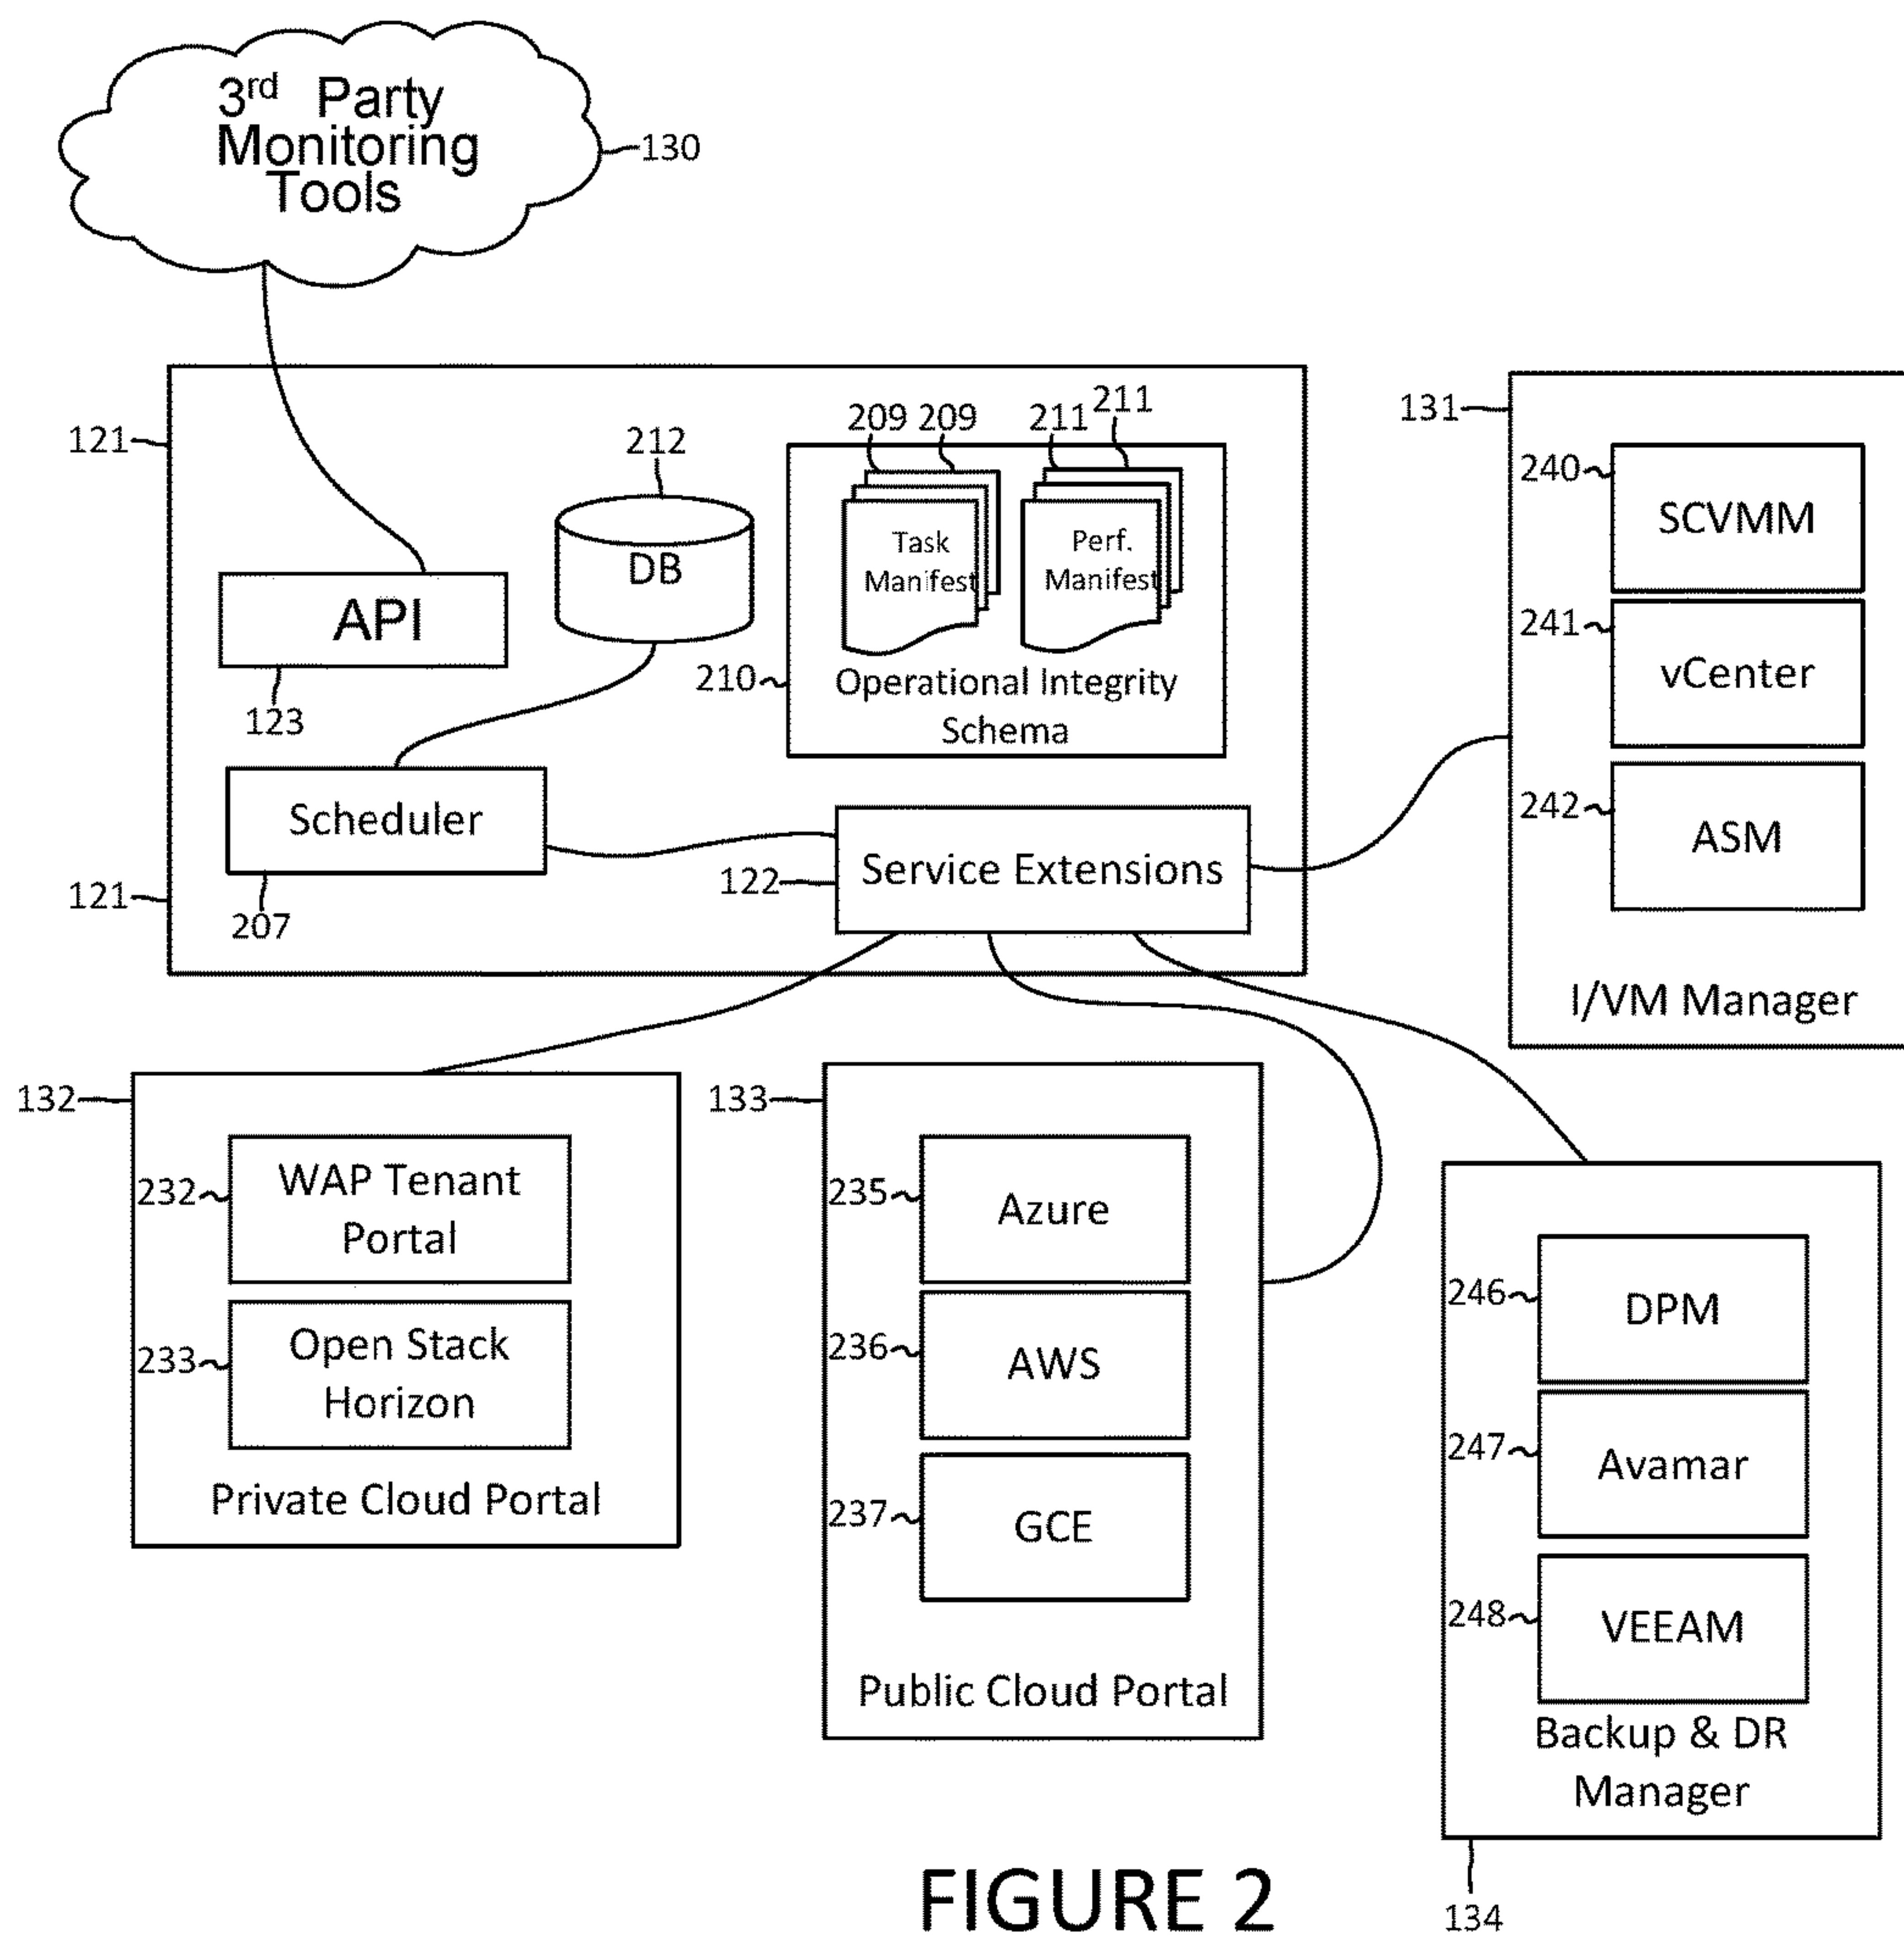 3rd Party
Monitoring
Tools
130
121
212
209 209
211 211
131
DB
Task
Manifest
Perf.
Manifest
API
123
210
Operational Integrity
Schema
240
SCVMM
241
vCenter
242
ASM
I/VM Manager
Scheduler
207
121
122
Service Extensions
132
232
WAP Tenant
Portal
233
Open Stack
Horizon
Private Cloud Portal
133
235
Azure
236
AWS
237
GCE
Public Cloud Portal
246
DPM
247
Avamar
248
VEEAM
Backup & DR
Manager
134
FIGURE 2